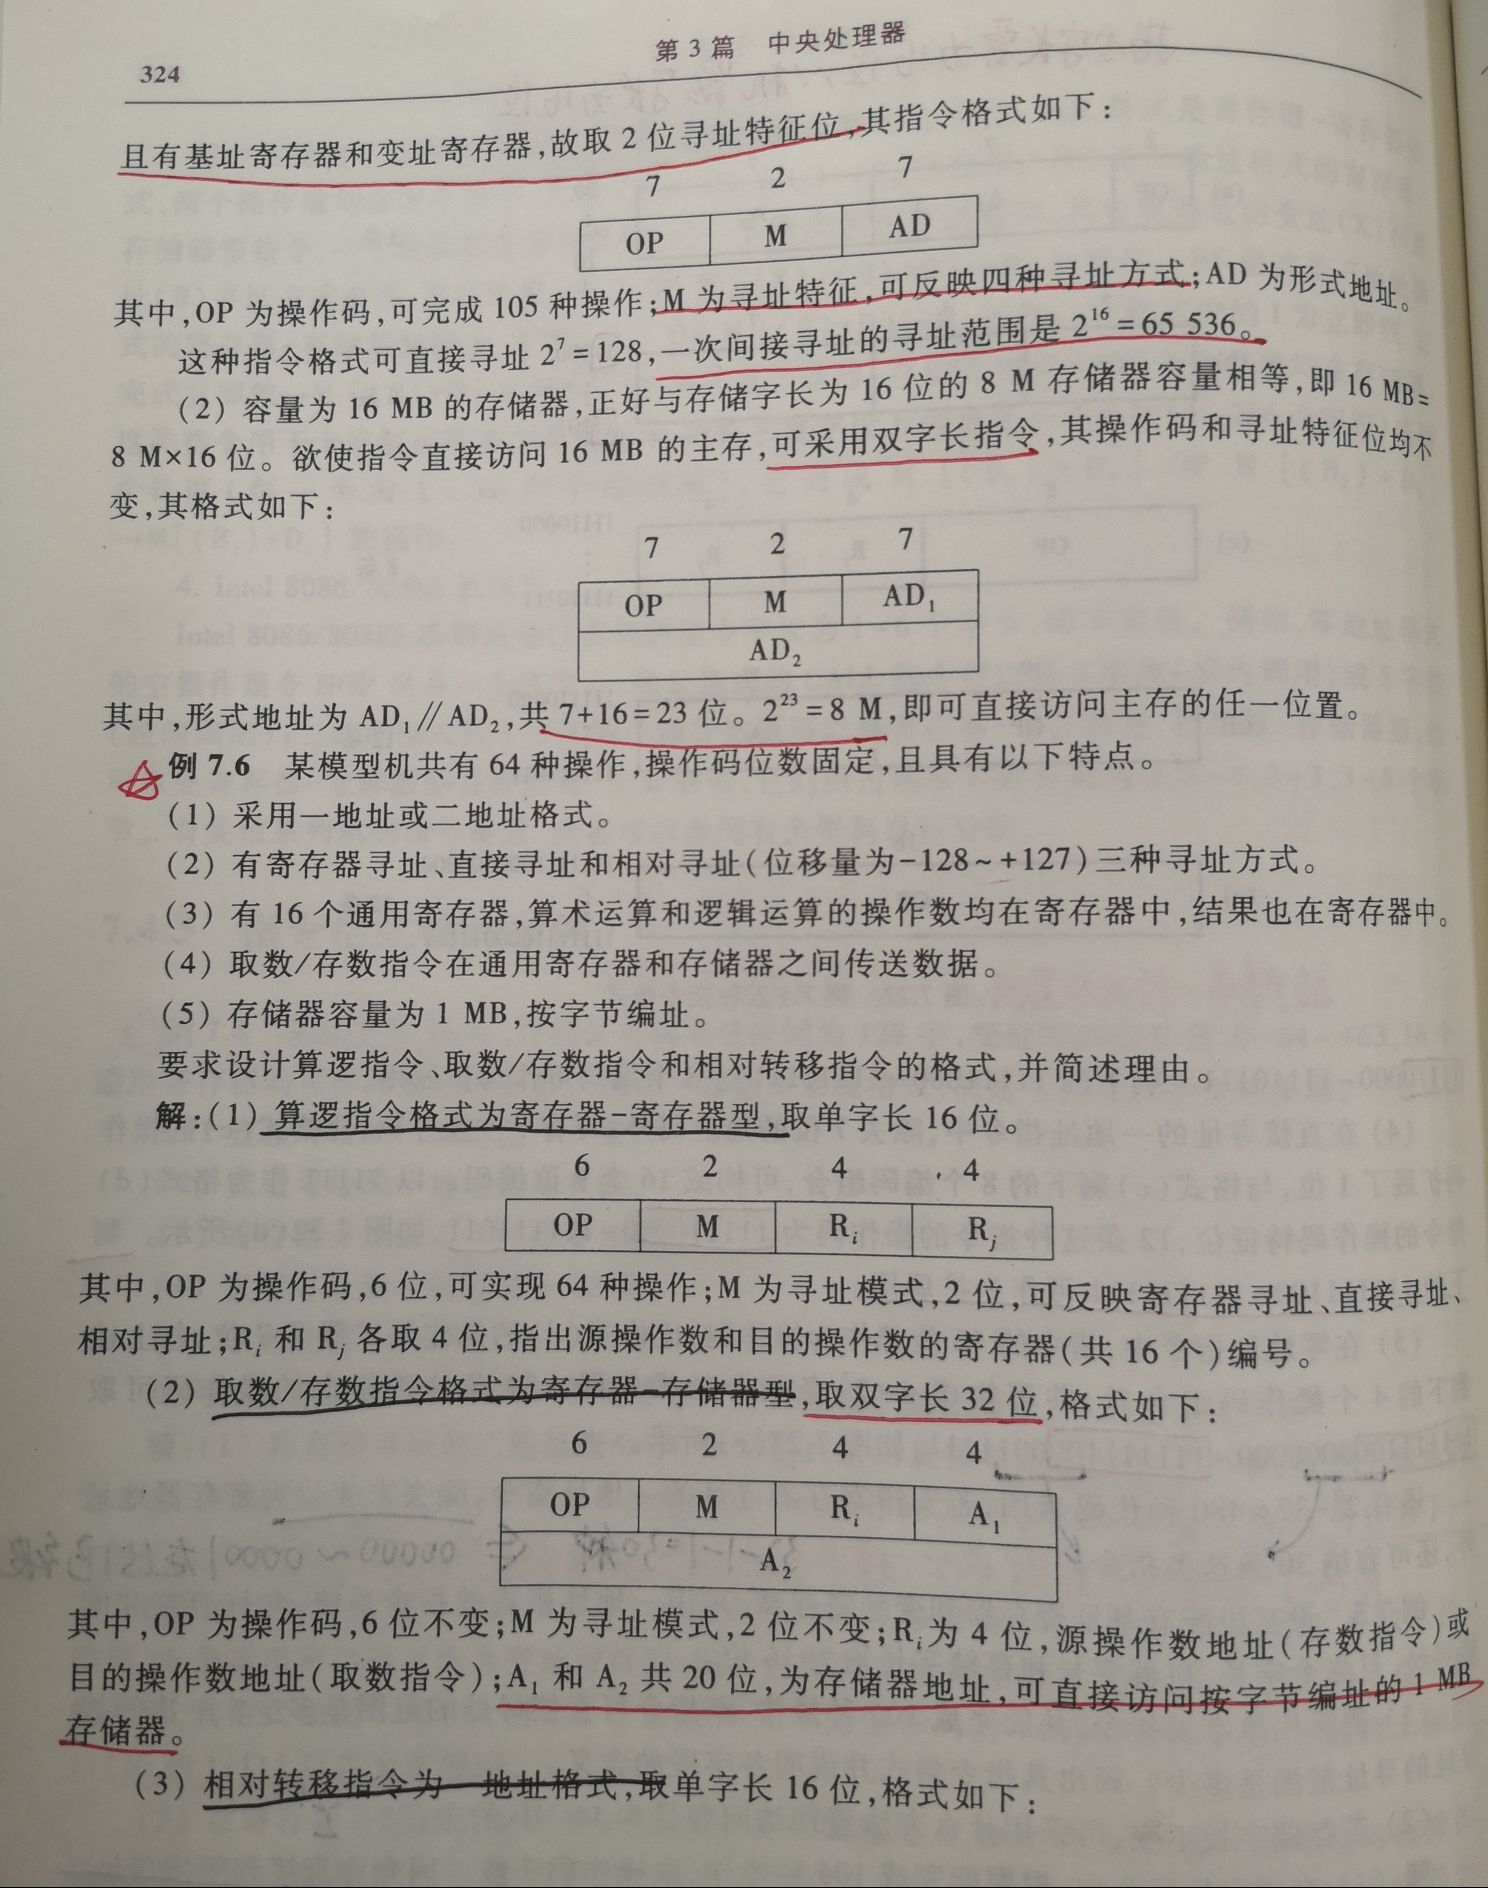 第 3 篇　中央处理器
324
且有基址寄存器和变址寄存器,故取 2 位寻址特征位,其指令格式如下:
7 2 7
OP M AD
其中,OP 为操作码,可完成 105 种操作;M 为寻址特征,可反映四种寻址方式;AD 为形式地址。
这种指令格式可直接寻址 2⁷ = 128,一次间接寻址的寻址范围是 2¹⁶ = 65 536。
(2) 容量为 16 MB 的存储器,正好与存储字长为 16 位的 8 M 存储器容量相等,即 16 MB=
8 M×16 位。欲使指令直接访问 16 MB 的主存,可采用双字长指令,其操作码和寻址特征位均不
变,其格式如下:
7 2 7
OP M AD₁
AD₂
其中,形式地址为 AD₁∥AD₂,共 7+16=23 位。2²³ = 8 M,即可直接访问主存的任一位置。
例 7.6　某模型机共有 64 种操作,操作码位数固定,且具有以下特点。
(1) 采用一地址或二地址格式。
(2) 有寄存器寻址、直接寻址和相对寻址(位移量为-128~+127)三种寻址方式。
(3) 有 16 个通用寄存器,算术运算和逻辑运算的操作数均在寄存器中,结果也在寄存器中。
(4) 取数/存数指令在通用寄存器和存储器之间传送数据。
(5) 存储器容量为 1 MB,按字节编址。
要求设计算逻指令、取数/存数指令和相对转移指令的格式,并简述理由。
解:(1) 算逻指令格式为寄存器-寄存器型,取单字长 16 位。
6 2 4 4
OP M Rᵢ Rⱼ
其中,OP 为操作码,6 位,可实现 64 种操作;M 为寻址模式,2 位,可反映寄存器寻址、直接寻址、
相对寻址;Rᵢ 和 Rⱼ 各取 4 位,指出源操作数和目的操作数的寄存器(共 16 个)编号。
(2) 取数/存数指令格式为寄存器-存储器型,取双字长 32 位,格式如下:
6 2 4 4
OP M Rᵢ A₁
A₂
其中,OP 为操作码,6 位不变;M 为寻址模式,2 位不变;Rᵢ为 4 位,源操作数地址(存数指令)或
目的操作数地址(取数指令);A₁ 和 A₂ 共 20 位,为存储器地址,可直接访问按字节编址的 1 MB
存储器。
(3) 相对转移指令为一地址格式,取单字长 16 位,格式如下: